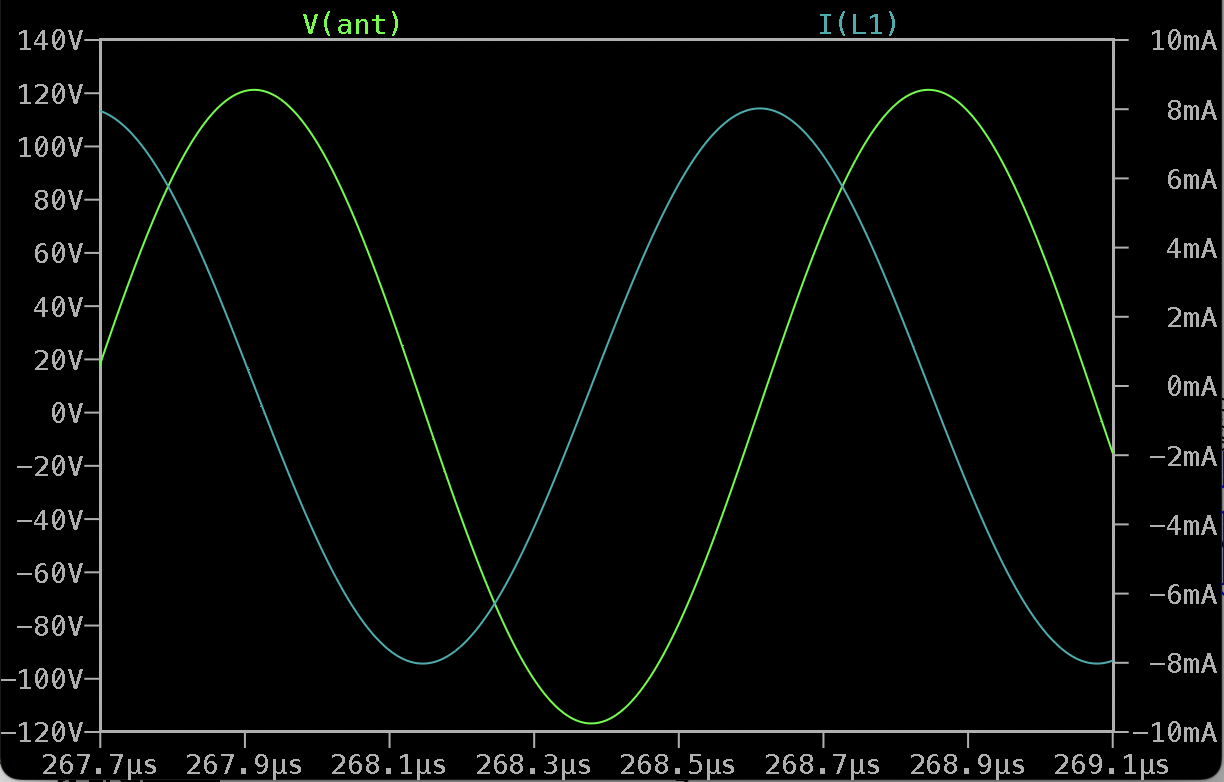 V(ant) I(L1)
140V 10mA
120V 8mA
100V 6mA
80V 4mA
60V 2mA
40V 0mA
20V −2mA
0V −4mA
−20V −6mA
−40V −8mA
−60V −10mA
−80V
−100V
−120V
267.7µs 267.9µs 268.1µs 268.3µs 268.5µs 268.7µs 268.9µs 269.1µs